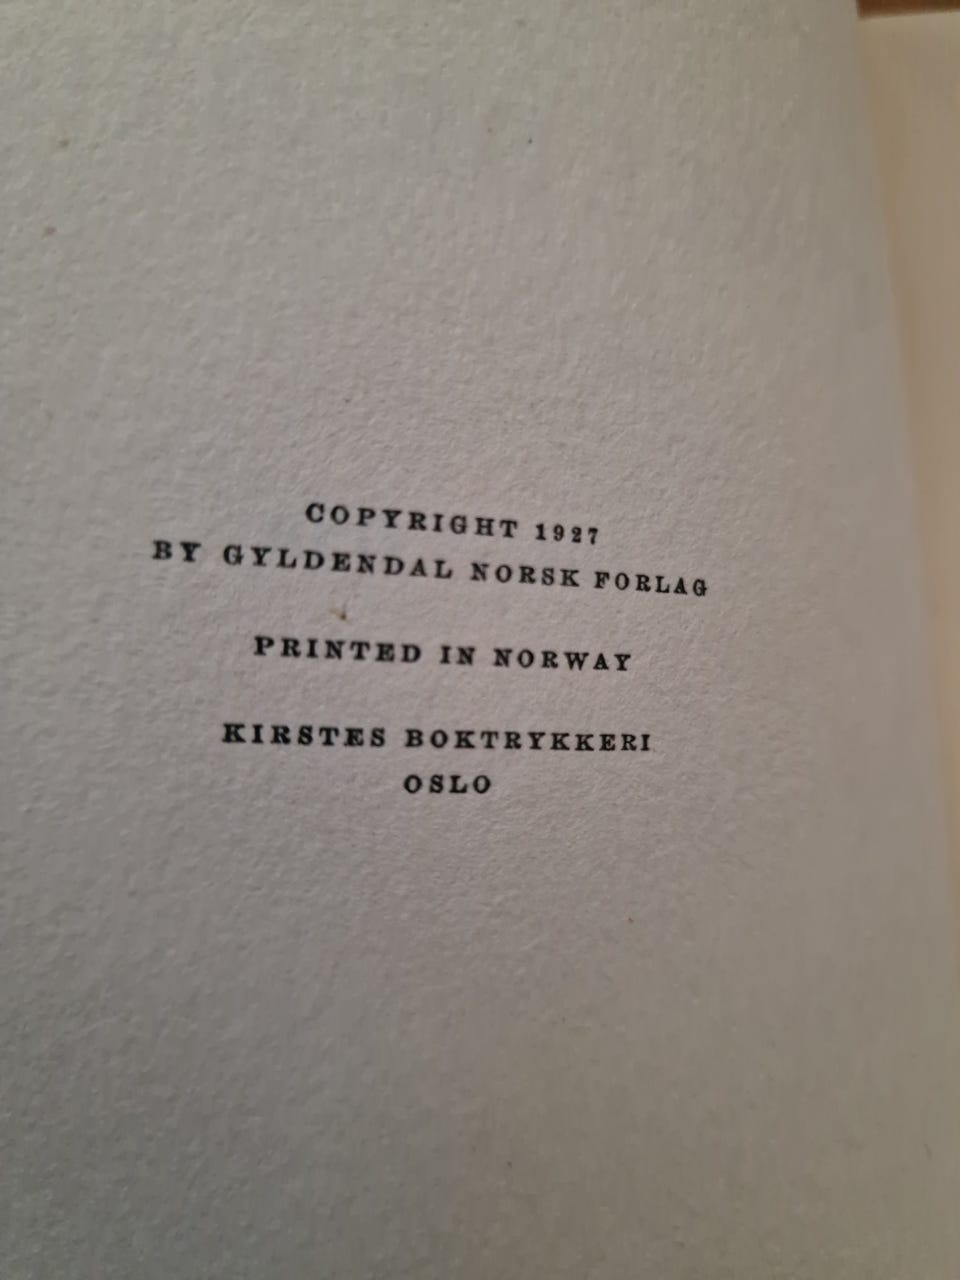 COPYRIGHT 1927
BY GYLDENDAL NORSK FORLAG
PRINTED IN NORWAY
KIRSTES BOKTRYKKERI
OSLO